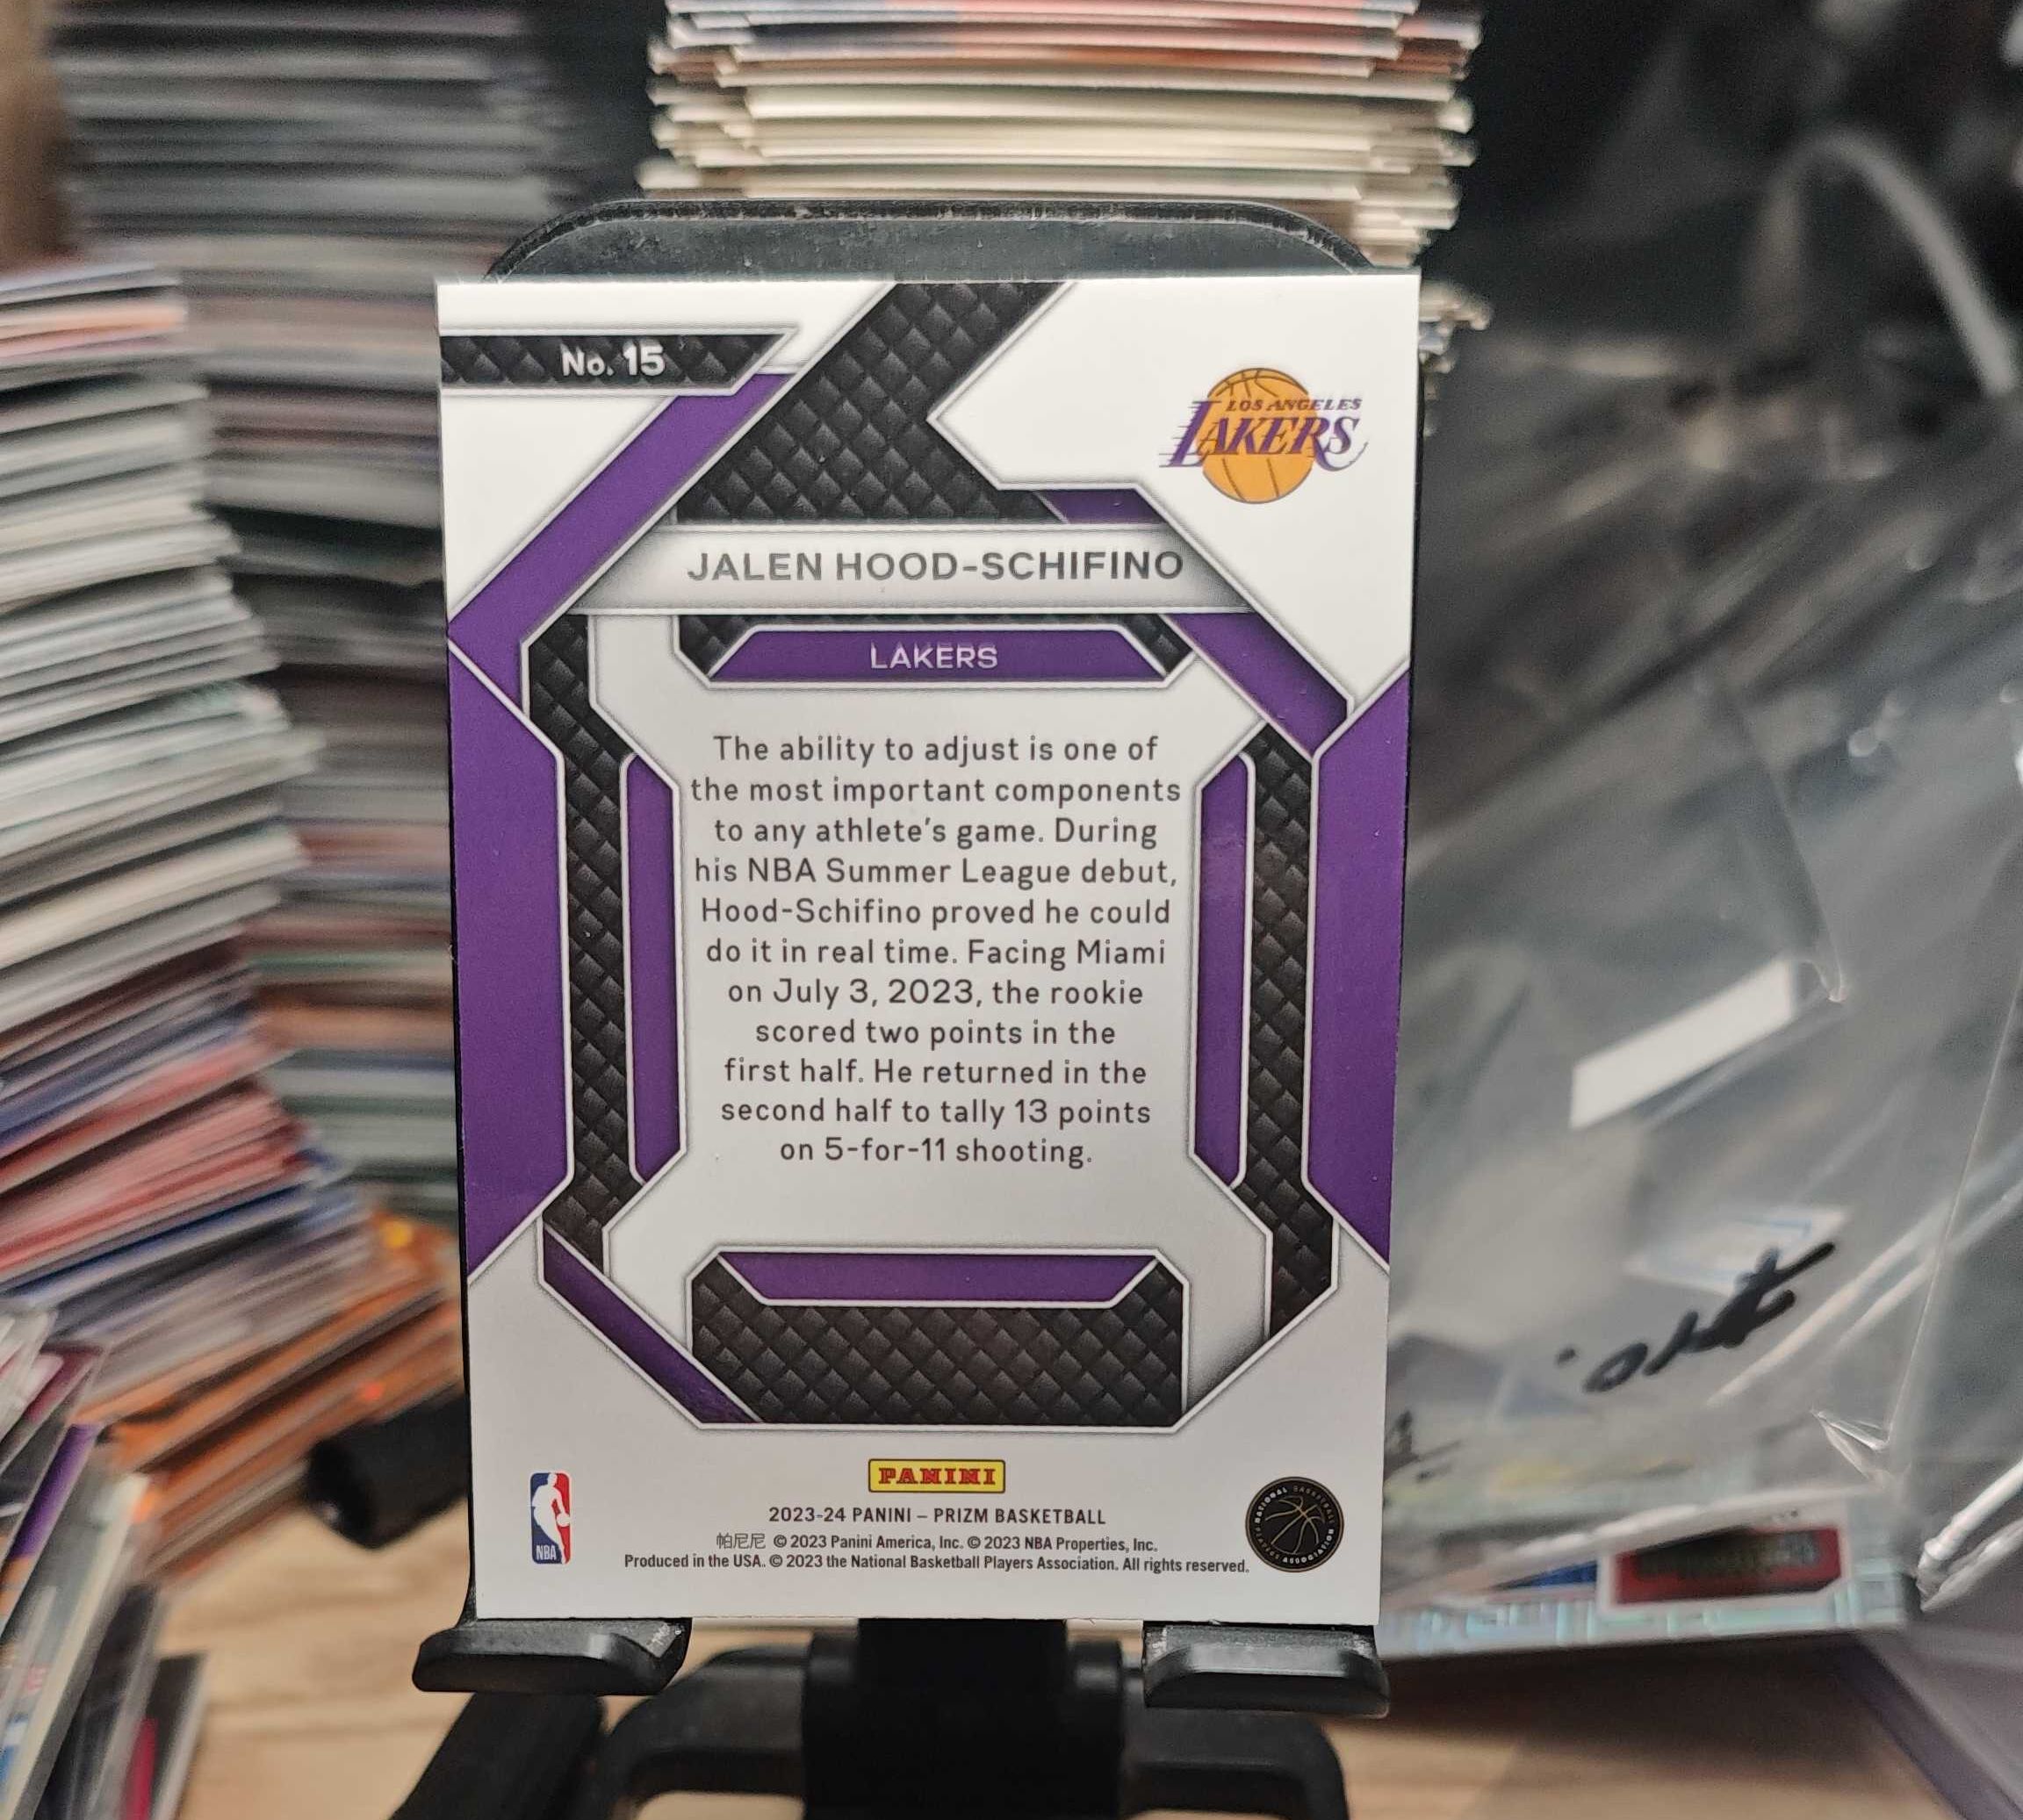 No. 15
LOS ANGELES
LAKERS
JALEN HOOD-SCHIFINO
LAKERS
The ability to adjust is one of
the most important components
to any athlete's game. During
his NBA Summer League debut,
Hood-Schifino proved he could
do it in real time. Facing Miami
on July 3, 2023, the rookie
scored two points in the
first half. He returned in the
second half to tally 13 points
on 5-for-11 shooting.
PANINI
2023-24 PANINI – PRIZM BASKETBALL
帕尼尼 © 2023 Panini America, Inc. © 2023 NBA Properties, Inc.
Produced in the USA. © 2023 the National Basketball Players Association. All rights reserved.
NBA
NATIONAL BASKETBALL PLAYERS ASSOCIATION